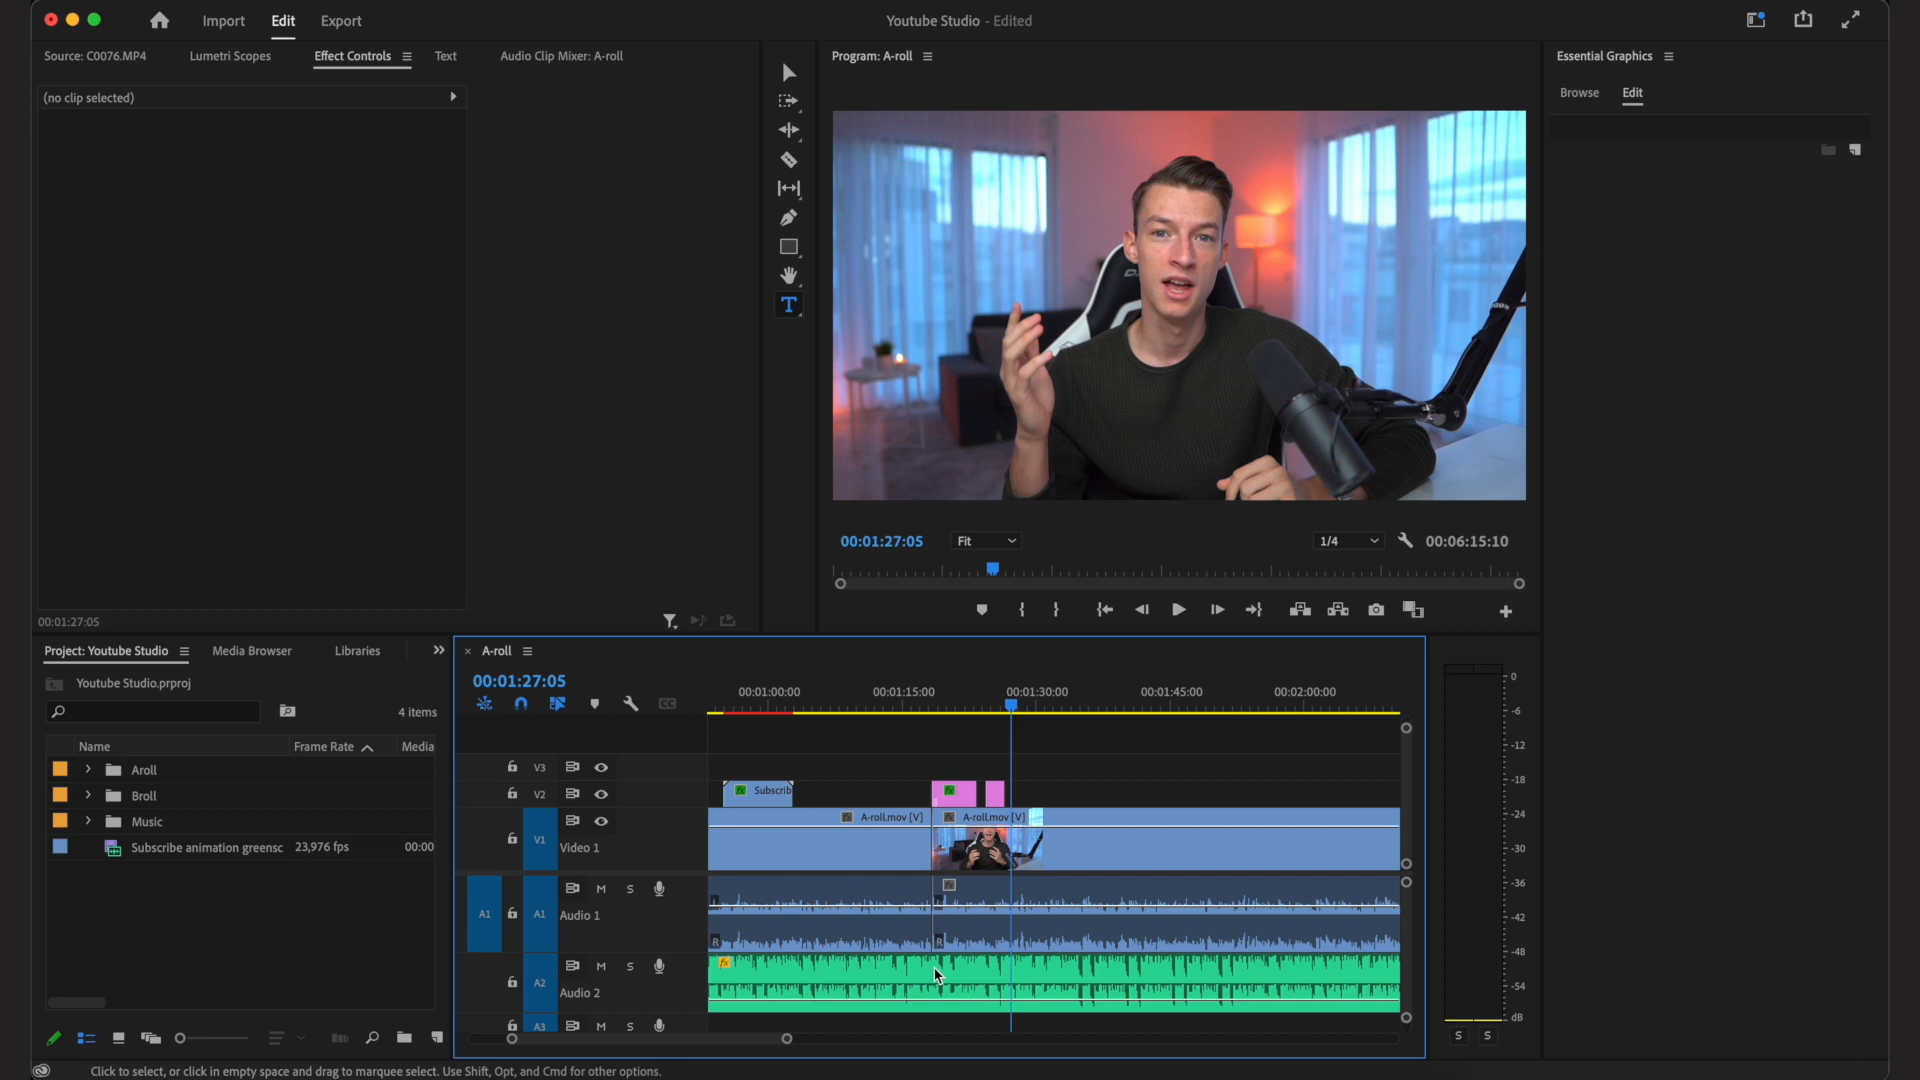 Import
Edit
Export
Youtube Studio - Edited
Source: C0076.MP4
Lumetri Scopes
Effect Controls
Text
Audio Clip Mixer: A-roll
Program: A-roll
Essential Graphics
Browse
Edit
(no clip selected)
00:01:27:05
Fit
1/4
00:06:15:10
00:01:27:05
Project: Youtube Studio
Media Browser
Libraries
Youtube Studio.prproj
4 items
Name
Frame Rate
Media
Aroll
Broll
Music
Subscribe animation greensc
23,976 fps
00:00
A-roll
00:01:27:05
00:01:00:00
00:01:15:00
00:01:30:00
00:01:45:00
00:02:00:00
V3
V2
fx
Subscrib
fx
V1
Video 1
fx
A-roll.mov [V]
fx
A-roll.mov [V]
A1
A1
M
S
Audio 1
fx
R
R
A2
M
S
Audio 2
fx
A3
M
S
0
-6
-12
-18
-24
-30
-36
-42
-48
-54
dB
S
S
Click to select, or click in empty space and drag to marquee select. Use Shift, Opt, and Cmd for other options.